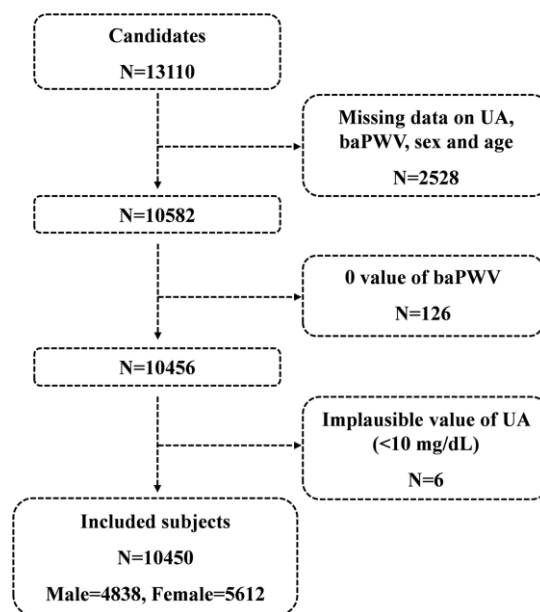 Candidates
N=13110
Missing data on UA,
baPWV, sex and age
N=2528
N=10582
0 value of baPWV
N=126
N=10456
Implausible value of UA
(<10 mg/dL)
N=6
Included subjects
N=10450
Male=4838, Female=5612